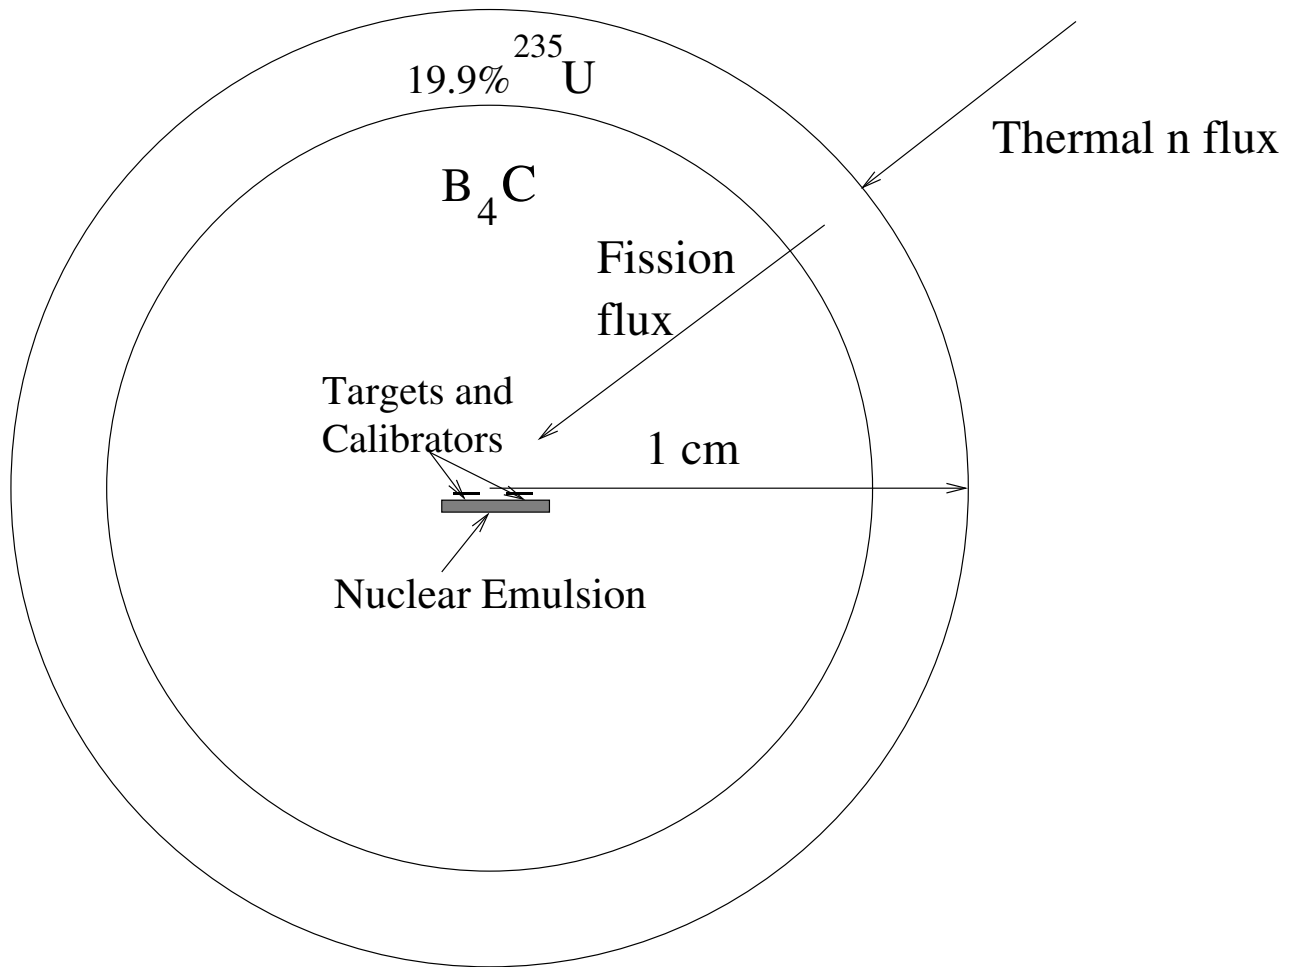 19.9% ²³⁵U
Thermal n flux
B₄C
Fission
flux
Targets and
Calibrators
1 cm
Nuclear Emulsion